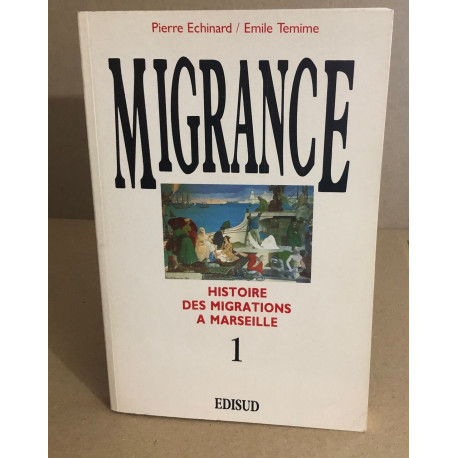 Pierre Echinard / Emile Temime
MIGRANCE
HISTOIRE
DES MIGRATIONS
A MARSEILLE
1
EDISUD